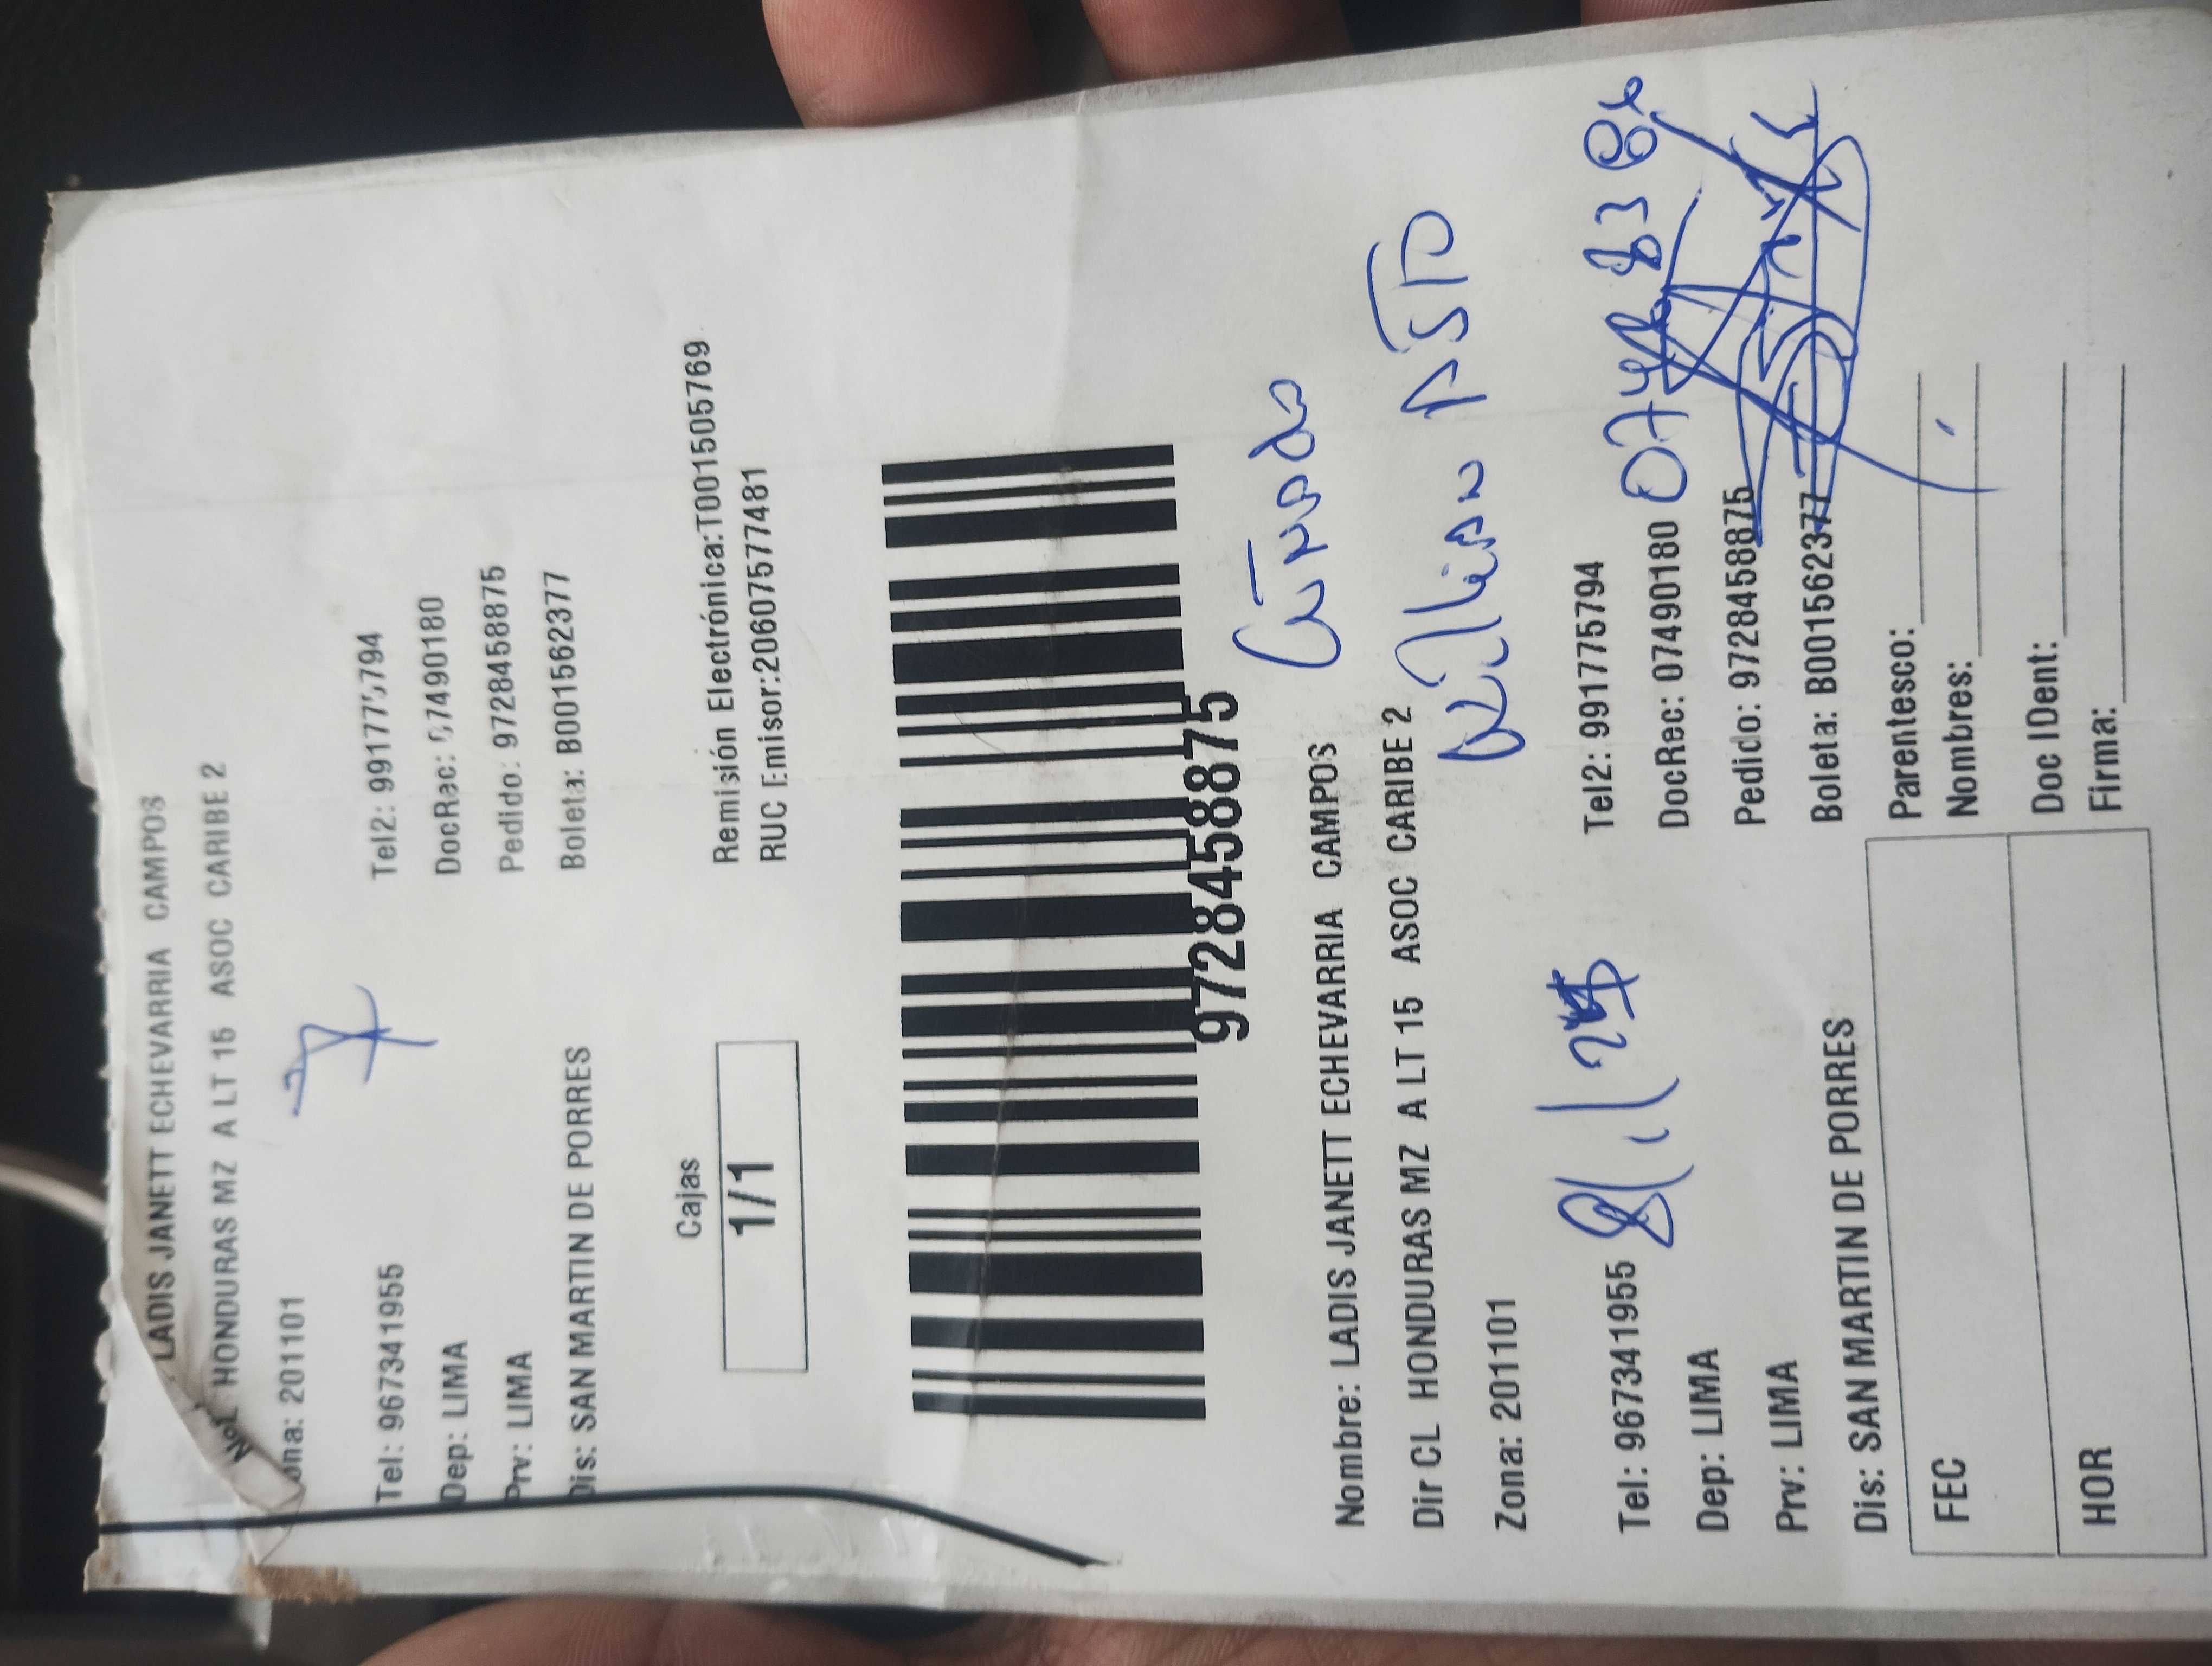 LADIS JANETT ECHEVARRIA CAMPOS
HONDURAS MZ A LT 15 ASOC CARIBE 2
ona: 201101
Tel: 967341955 Tel2: 991775794
Dep: LIMA DocRec: 07490180
Prv: LIMA Pedido: 9728458875
Dis: SAN MARTIN DE PORRES Boleta: B001562377
Cajas
1/1
Remisión Electrónica:T001505769
RUC Emisor:20607577481
9728458875
Nombre: LADIS JANETT ECHEVARRIA CAMPOS
Dir CL HONDURAS MZ A LT 15 ASOC CARIBE 2
Zona: 201101
Tel: 967341955 Tel2: 991775794
Dep: LIMA DocRec: 07490180
Prv: LIMA Pedido: 9728458875
Dis: SAN MARTIN DE PORRES Boleta: B001562377
FEC Parentesco:
Nombres:
HOR Doc IDent:
Firma: